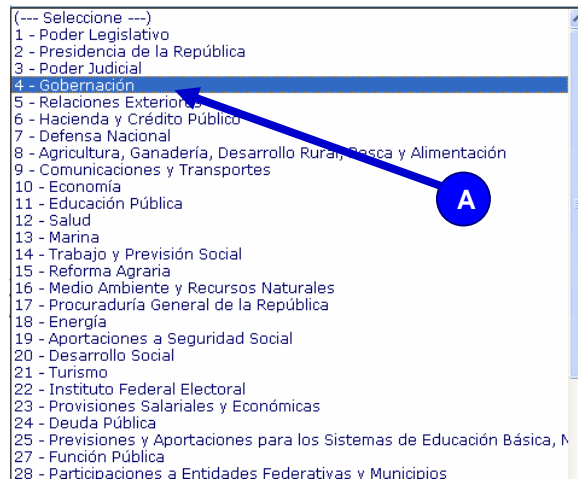 (--- Seleccione ---)
1 - Poder Legislativo
2 - Presidencia de la República
3 - Poder Judicial
4 - Gobernación
5 - Relaciones Exteriores
6 - Hacienda y Crédito Público
7 - Defensa Nacional
8 - Agricultura, Ganadería, Desarrollo Rural, Pesca y Alimentación
9 - Comunicaciones y Transportes
10 - Economía
11 - Educación Pública
12 - Salud
13 - Marina
14 - Trabajo y Previsión Social
15 - Reforma Agraria
16 - Medio Ambiente y Recursos Naturales
17 - Procuraduría General de la República
18 - Energía
19 - Aportaciones a Seguridad Social
20 - Desarrollo Social
21 - Turismo
22 - Instituto Federal Electoral
23 - Provisiones Salariales y Económicas
24 - Deuda Pública
25 - Previsiones y Aportaciones para los Sistemas de Educación Básica, N
27 - Función Pública
28 - Participaciones a Entidades Federativas y Municipios
A